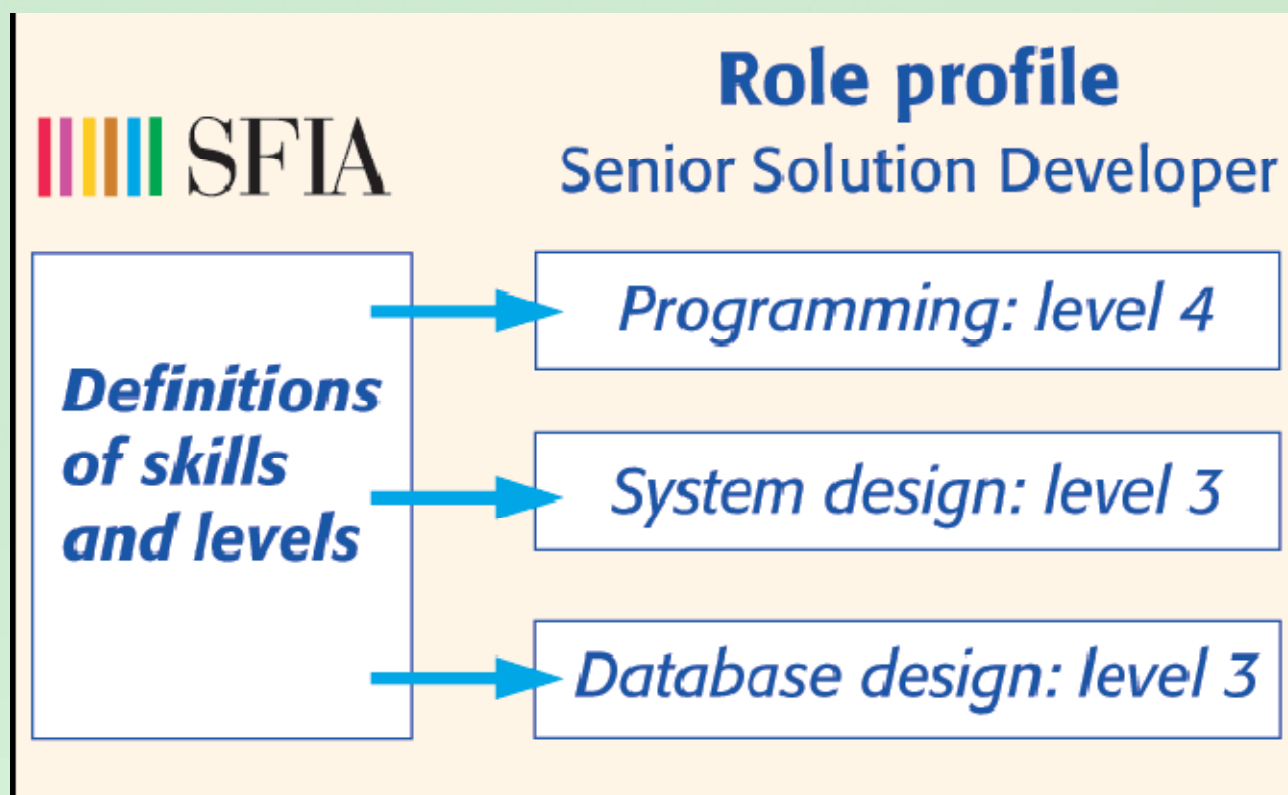 SFIA
Role profile
Senior Solution Developer
Definitions
of skills
and levels
Programming: level 4
System design: level 3
Database design: level 3